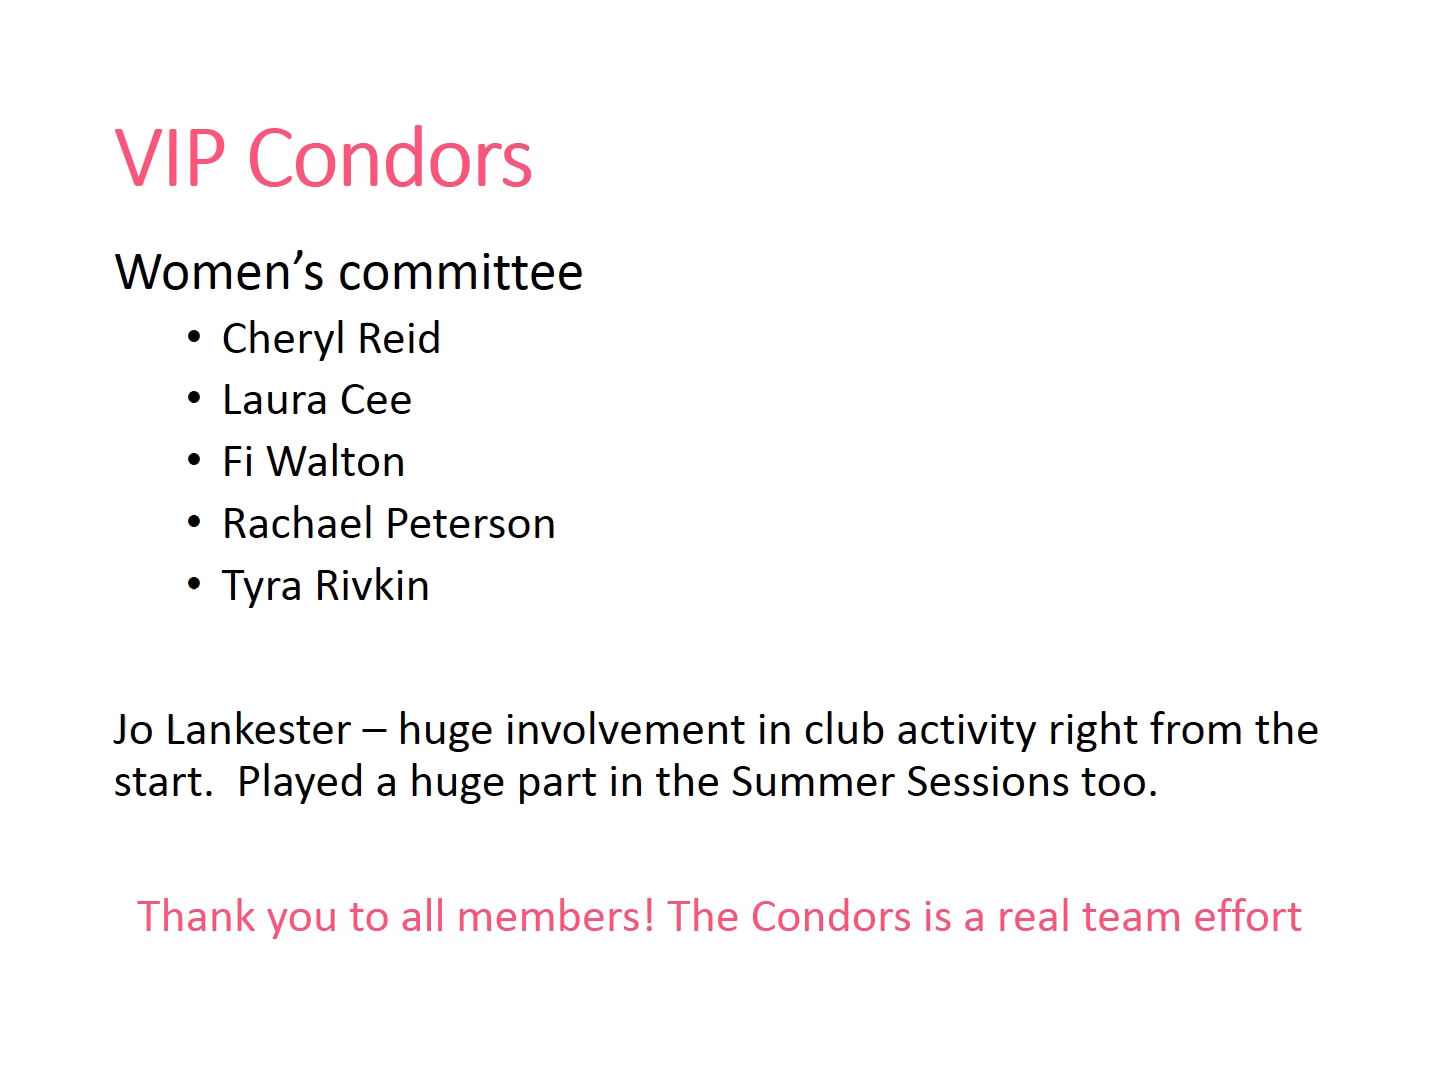 VIP Condors
Women’s committee
• Cheryl Reid
• Laura Cee
• Fi Walton
• Rachael Peterson
• Tyra Rivkin
Jo Lankester – huge involvement in club activity right from the
start.  Played a huge part in the Summer Sessions too.
Thank you to all members! The Condors is a real team effort